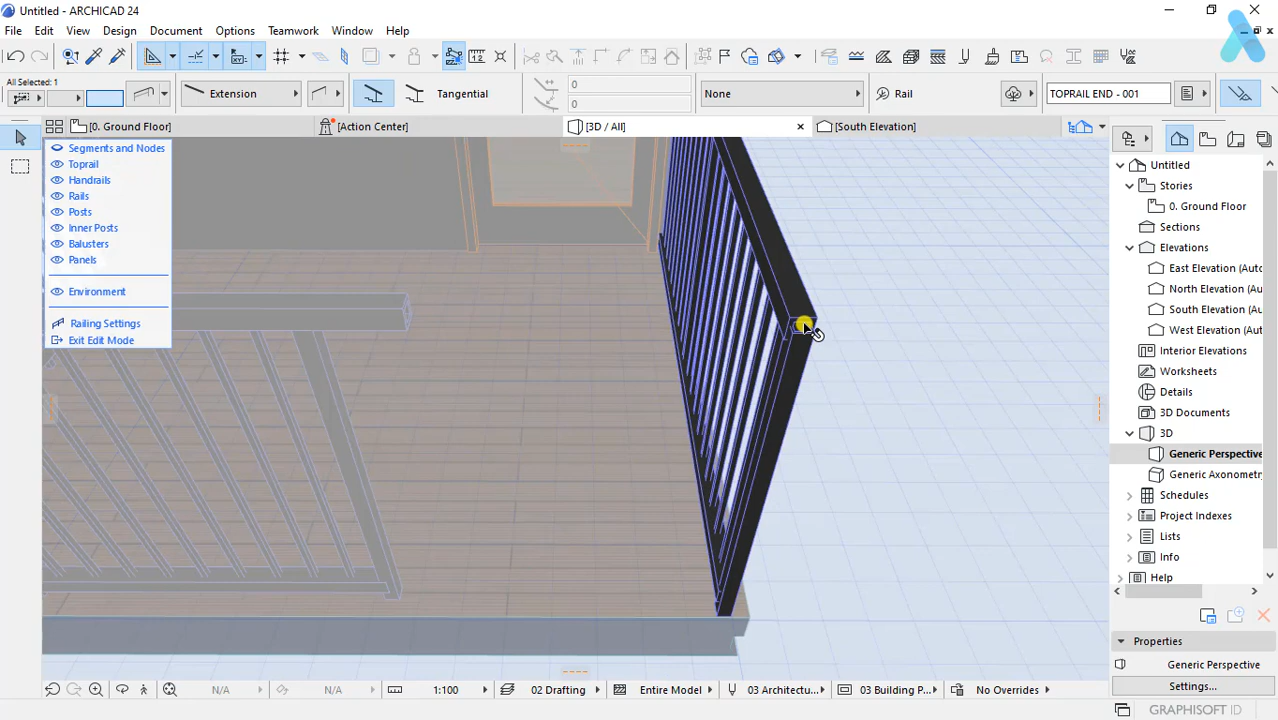 Untitled - ARCHICAD 24
File Edit View Design Document Options Teamwork Window Help
All Selected: 1
Extension
Tangential
0
0
None
Rail
TOPRAIL END - 001
[0. Ground Floor]
[Action Center]
[3D / All]
[South Elevation]
Segments and Nodes
Toprail
Handrails
Rails
Posts
Inner Posts
Balusters
Panels
Environment
Railing Settings
Exit Edit Mode
Untitled
Stories
0. Ground Floor
Sections
Elevations
East Elevation (Auto
North Elevation (Au
South Elevation (Au
West Elevation (Aut
Interior Elevations
Worksheets
Details
3D Documents
3D
Generic Perspective
Generic Axonometr
Schedules
Project Indexes
Lists
Info
Help
Properties
Generic Perspective
Settings...
N/A
N/A
1:100
02 Drafting
Entire Model
03 Architectu...
03 Building P...
No Overrides
GRAPHISOFT ID